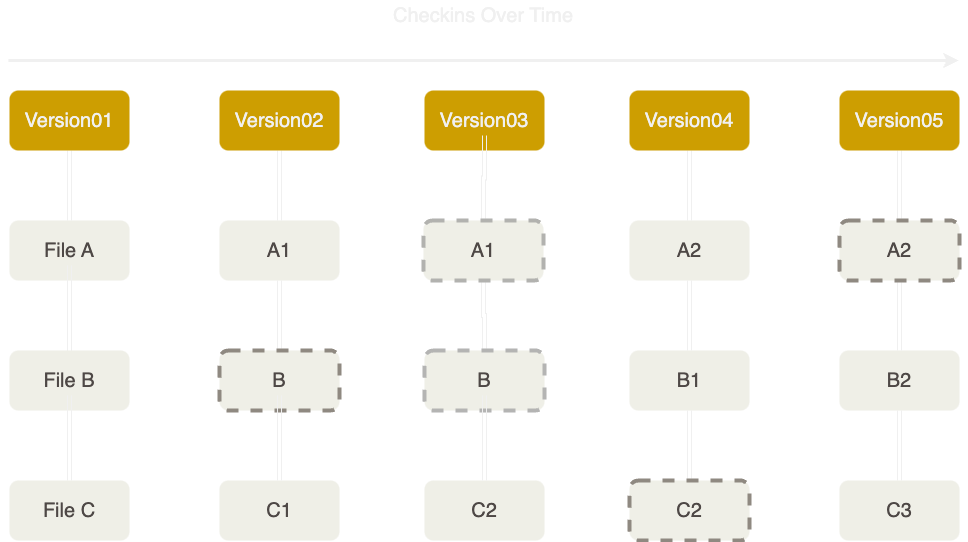 Checkins Over Time
Version01 Version02 Version03 Version04 Version05
File A A1 A1 A2 A2
File B B B B1 B2
File C C1 C2 C2 C3